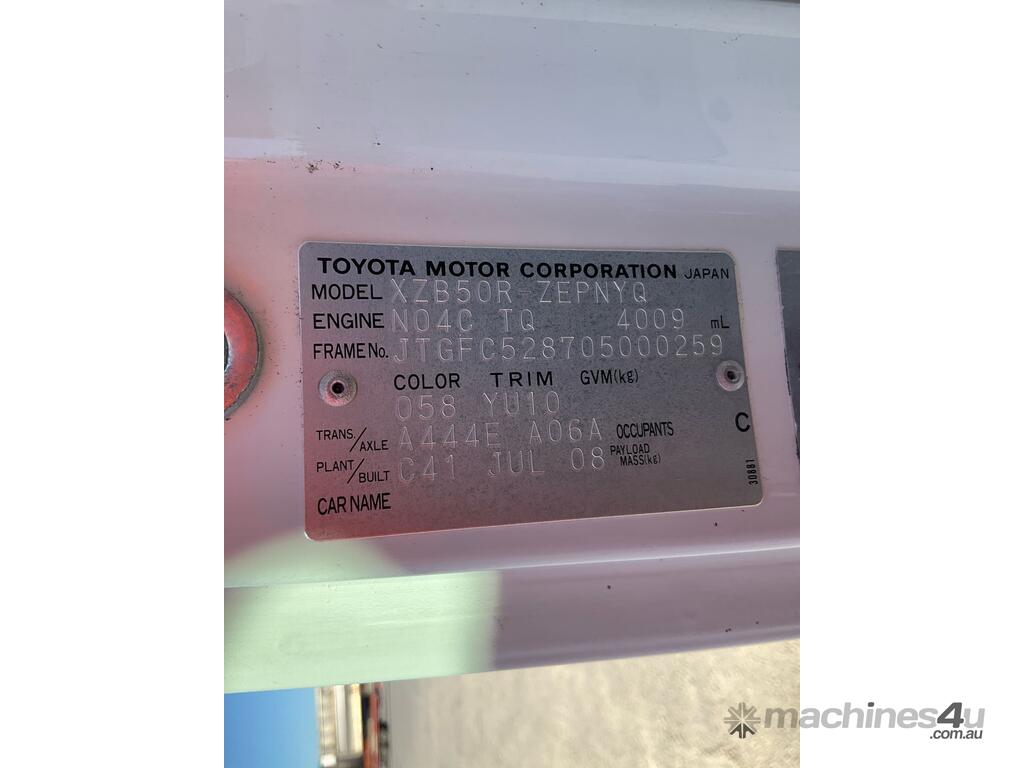 TOYOTA MOTOR CORPORATION JAPAN
MODEL XZB50R-ZEPNYQ
ENGINE N04C TQ 4009 mL
FRAME No. JTGFC528705000259
COLOR TRIM GVM(kg)
058 YU10
TRANS./AXLE A444E A06A OCCUPANTS C
PLANT/BUILT C41 JUL 08 PAYLOAD MASS(kg)
30881
CAR NAME
machines4u
.com.au